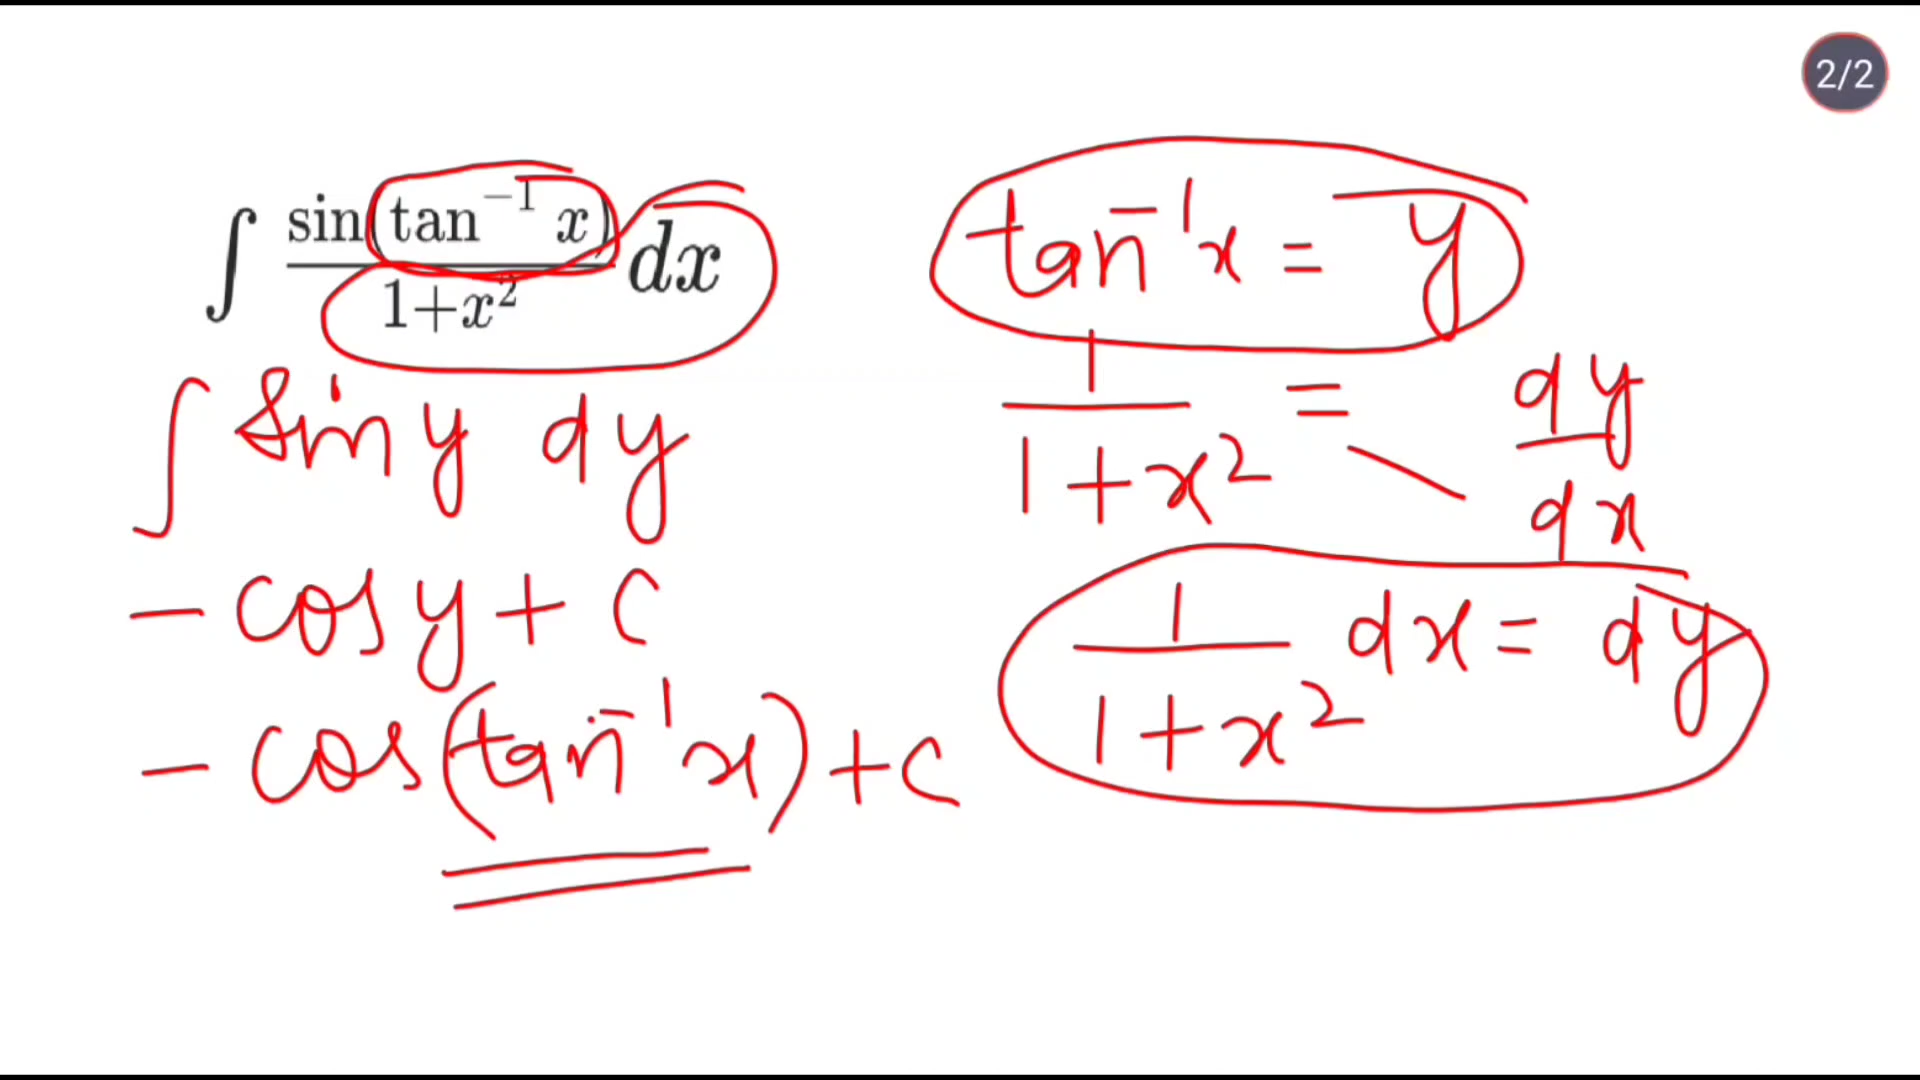 2/2
∫ sin(tan⁻¹ x) / 1+x² dx
∫ sin y dy
- cos y + c
- cos(tan⁻¹x) + c
tan⁻¹x = y
1 / 1+x² = dy / dx
1 / 1+x² dx = dy